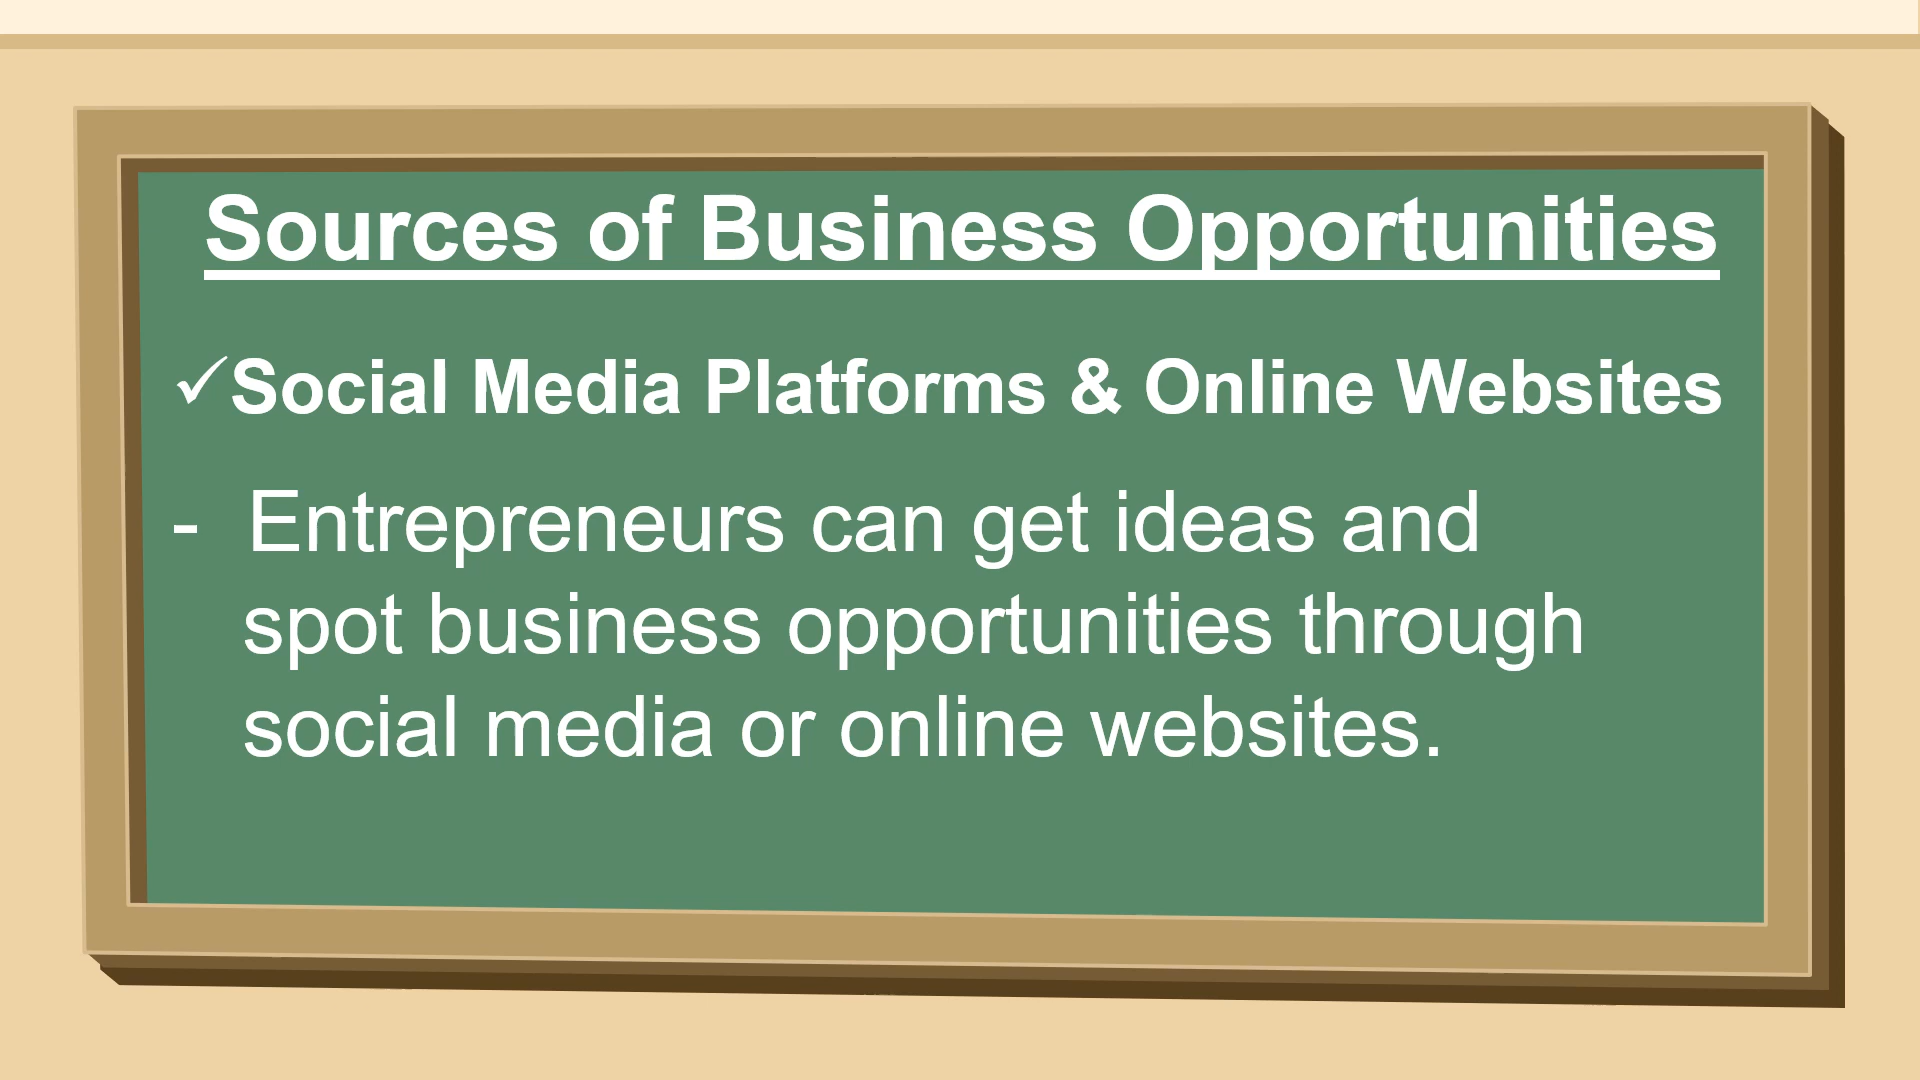 Sources of Business Opportunities
✓Social Media Platforms & Online Websites
- Entrepreneurs can get ideas and
spot business opportunities through
social media or online websites.